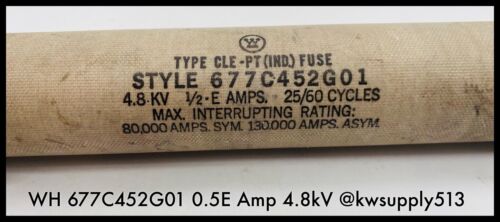 W
TYPE CLE-PT (IND.) FUSE
STYLE 677C452G01
4.8 KV ½-E AMPS. 25/60 CYCLES
MAX. INTERRUPTING RATING:
80,000 AMPS. SYM. 130,000 AMPS. ASYM.
WH 677C452G01 0.5E Amp 4.8kV @kwsupply513